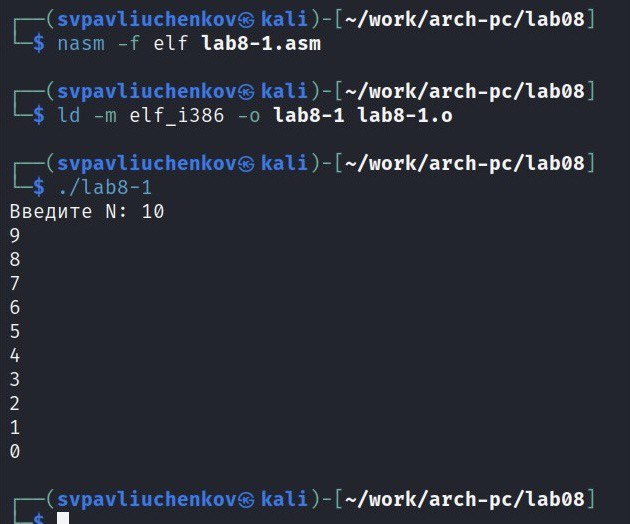 ┌──(svpavliuchenkov㉿kali)-[~/work/arch-pc/lab08]
└─$ nasm -f elf lab8-1.asm
┌──(svpavliuchenkov㉿kali)-[~/work/arch-pc/lab08]
└─$ ld -m elf_i386 -o lab8-1 lab8-1.o
┌──(svpavliuchenkov㉿kali)-[~/work/arch-pc/lab08]
└─$ ./lab8-1
Введите N: 10
9
8
7
6
5
4
3
2
1
0
┌──(svpavliuchenkov㉿kali)-[~/work/arch-pc/lab08]
└─$